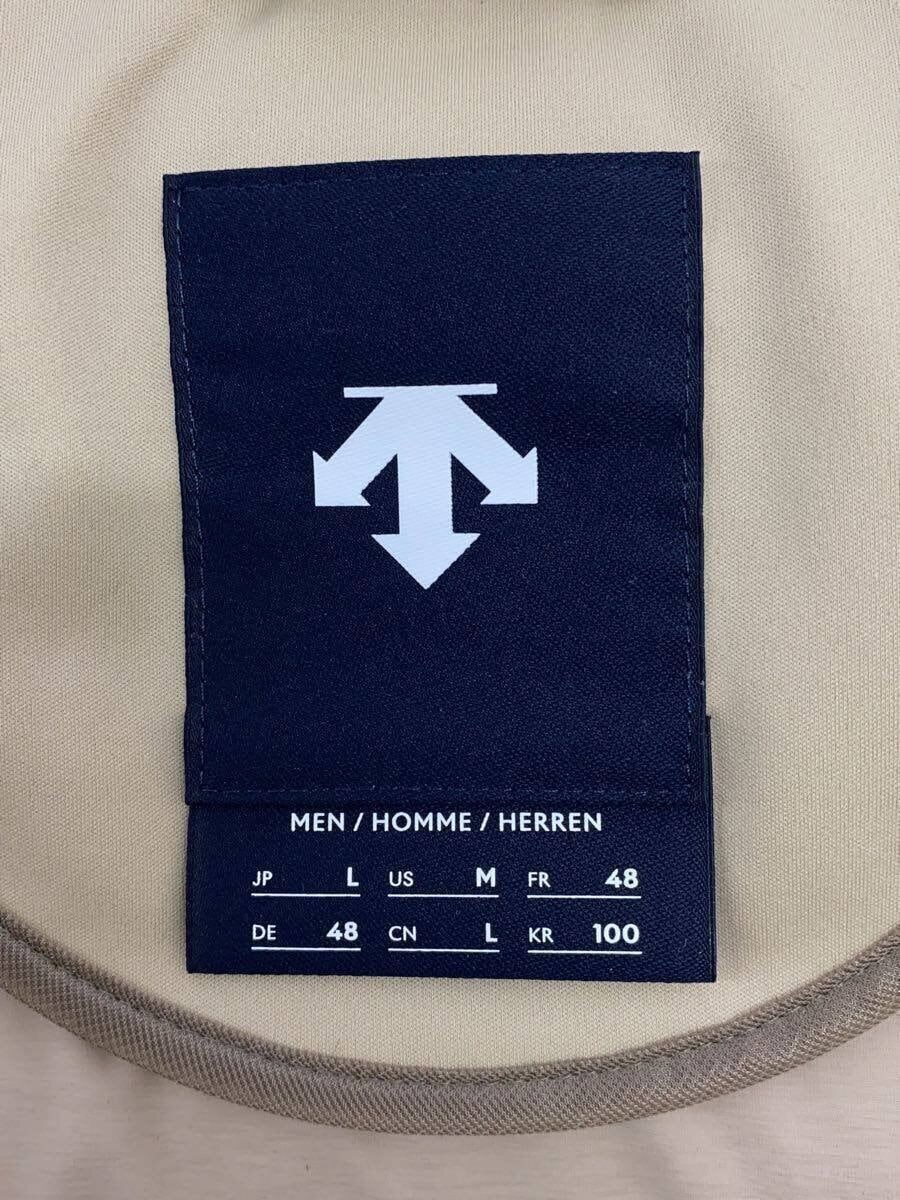 MEN / HOMME / HERREN
JP L US M FR 48
DE 48 CN L KR 100